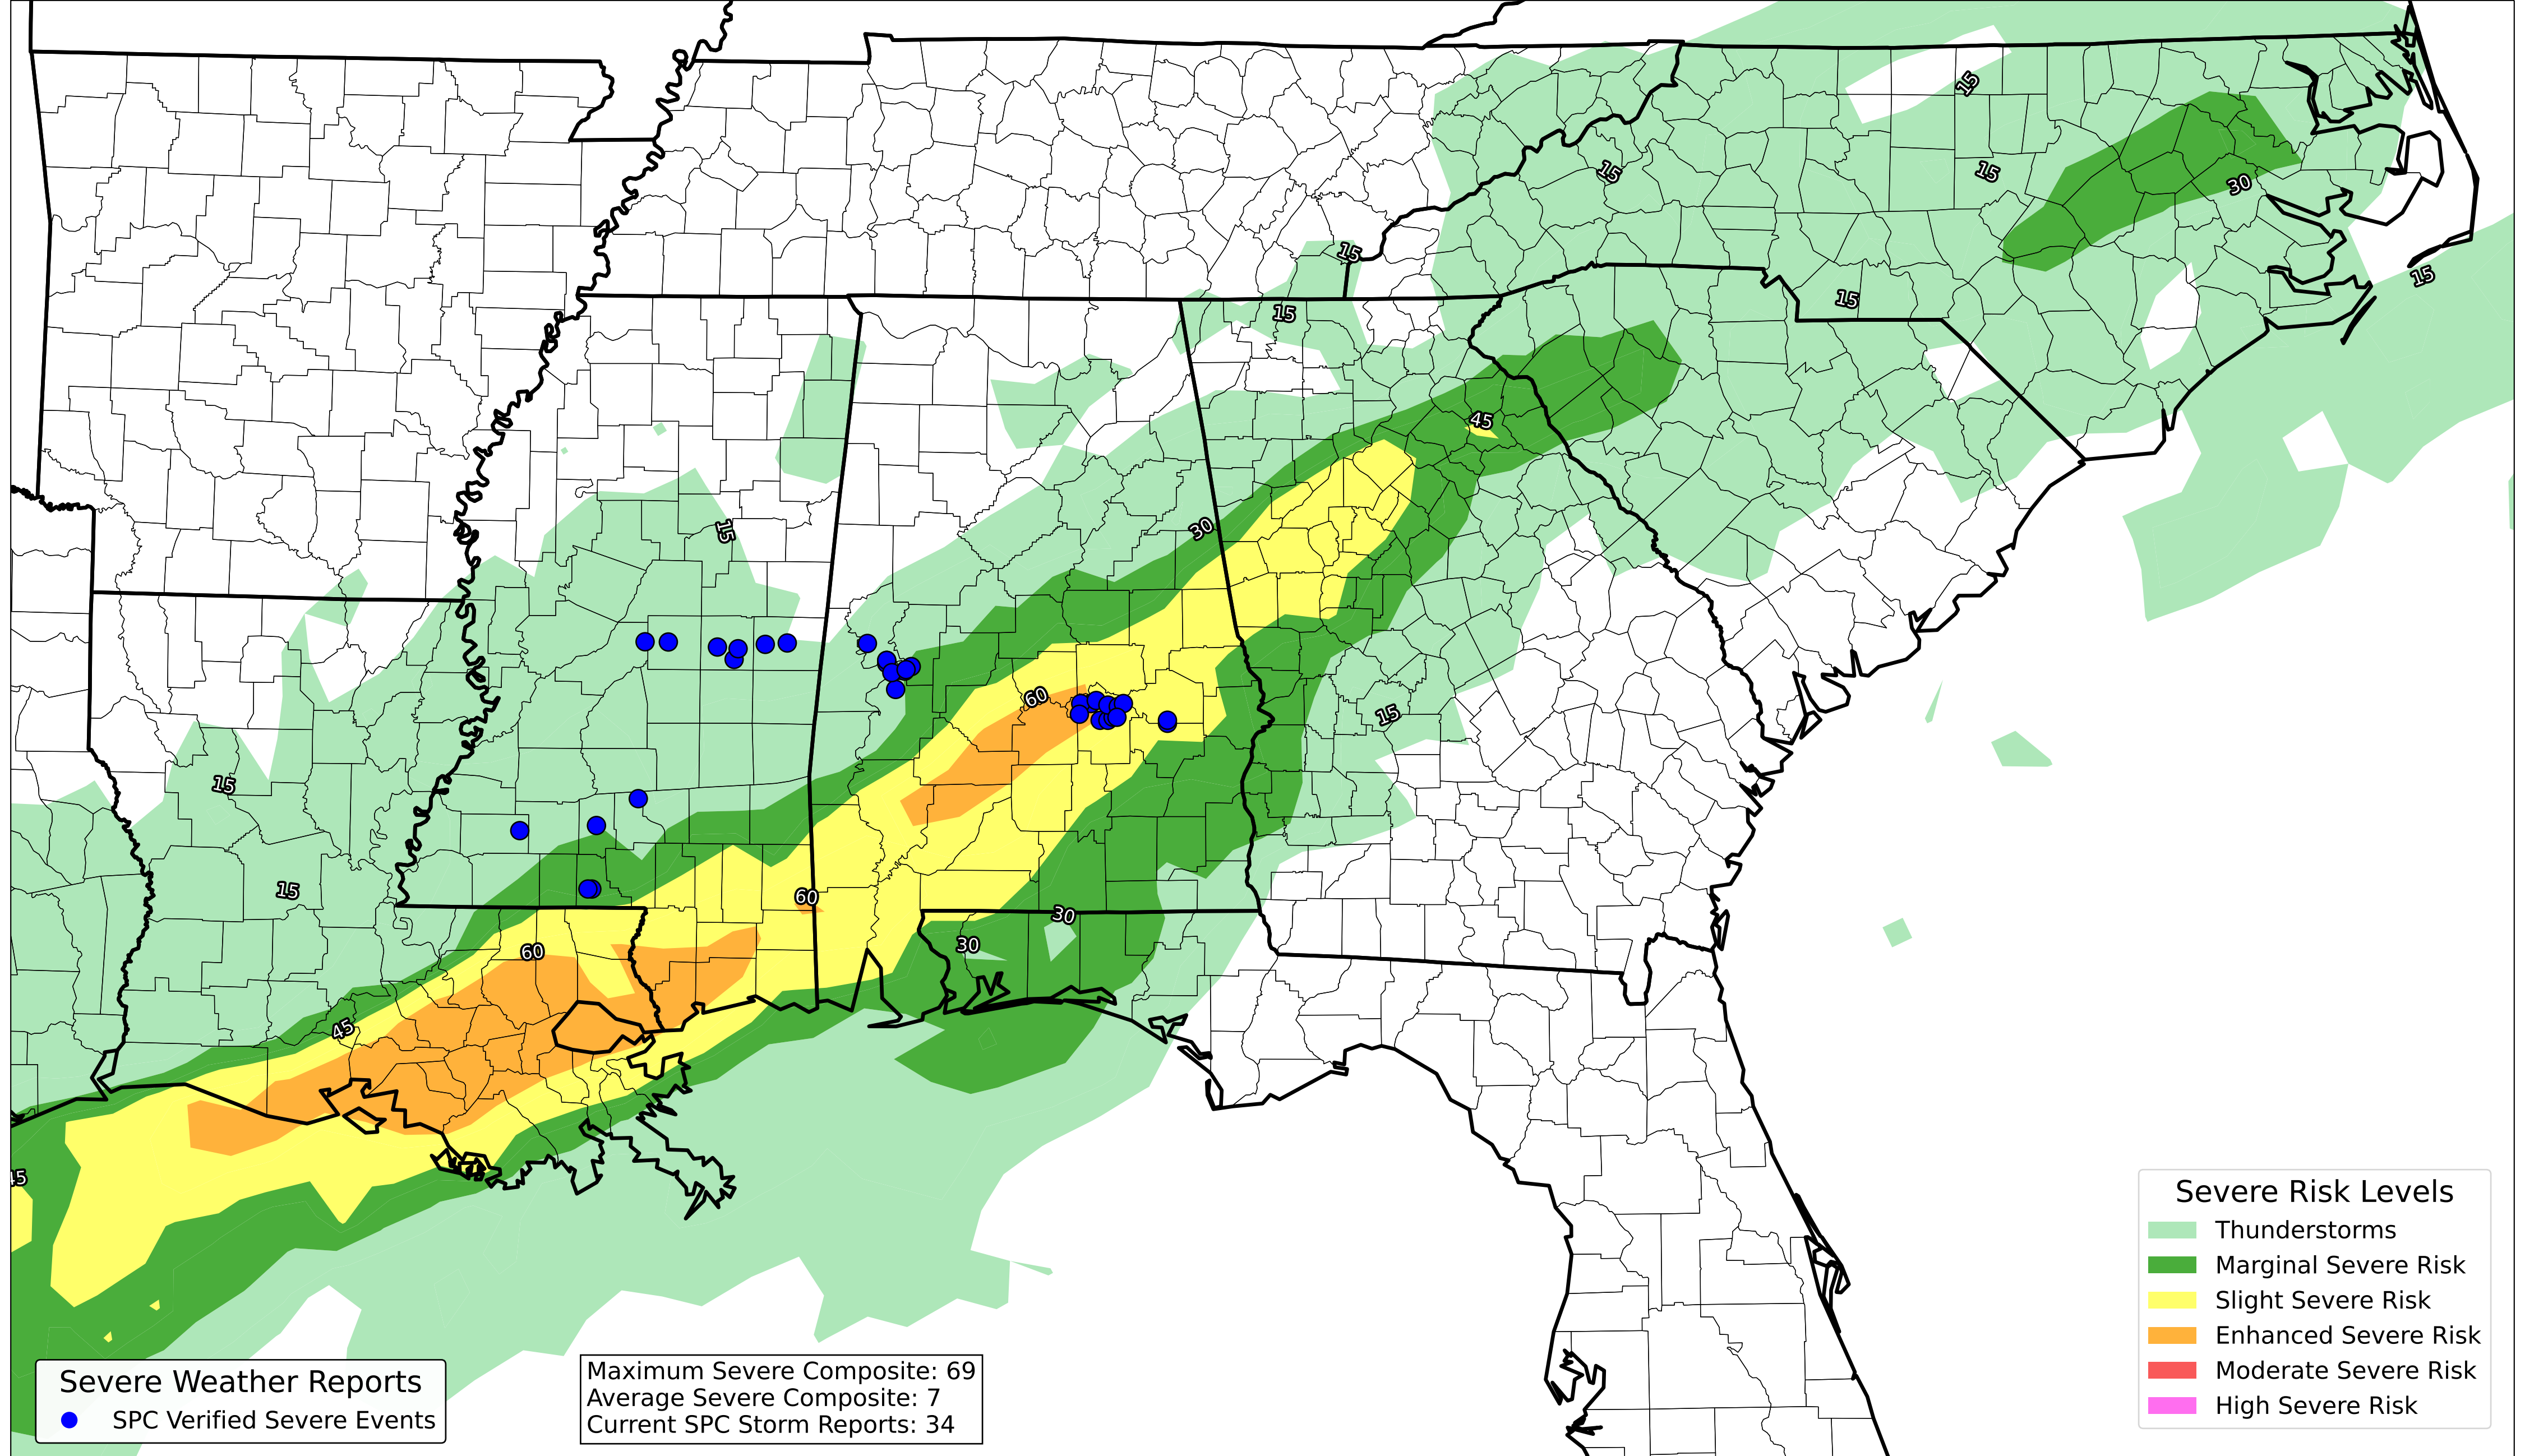 15
15
30
15
15
15
15
15
45
30
15
60
15
15
60
15
30
30
60
45
45
Severe Risk Levels
Thunderstorms
Marginal Severe Risk
Slight Severe Risk
Enhanced Severe Risk
Moderate Severe Risk
High Severe Risk
Severe Weather Reports
SPC Verified Severe Events
Maximum Severe Composite: 69
Average Severe Composite: 7
Current SPC Storm Reports: 34